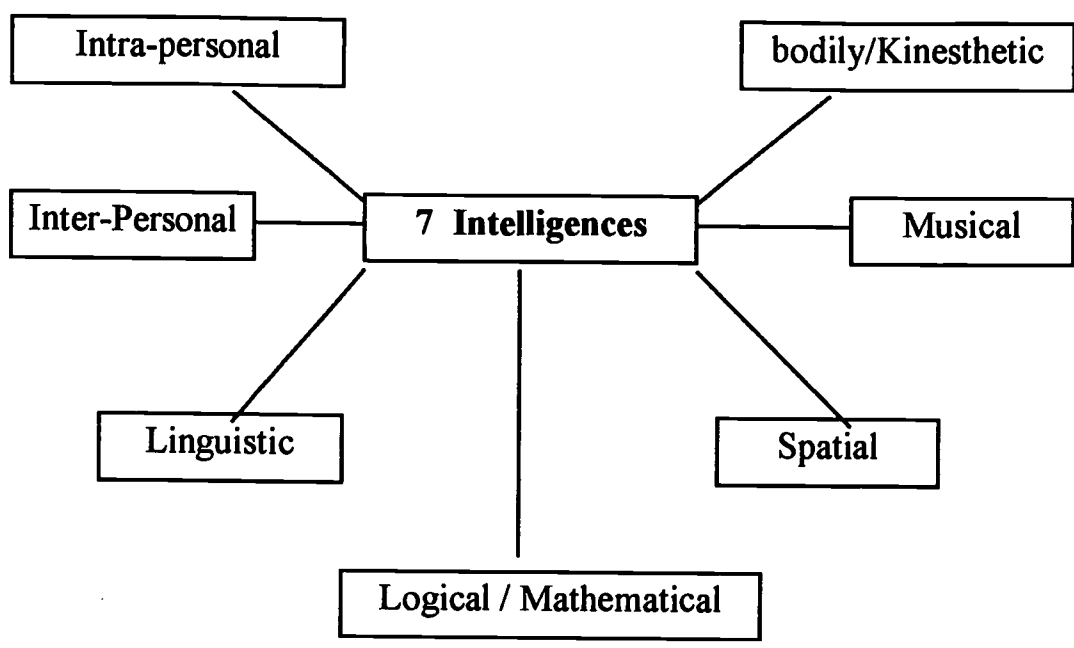 Intra-personal
bodily/Kinesthetic
Inter-Personal
7 Intelligences
Musical
Linguistic
Spatial
Logical / Mathematical